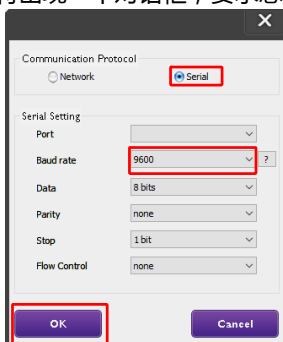 Communication Protocol
Network Serial
Serial Setting
Port
Baud rate 9600 ?
Data 8 bits
Parity none
Stop 1 bit
Flow Control none
OK Cancel